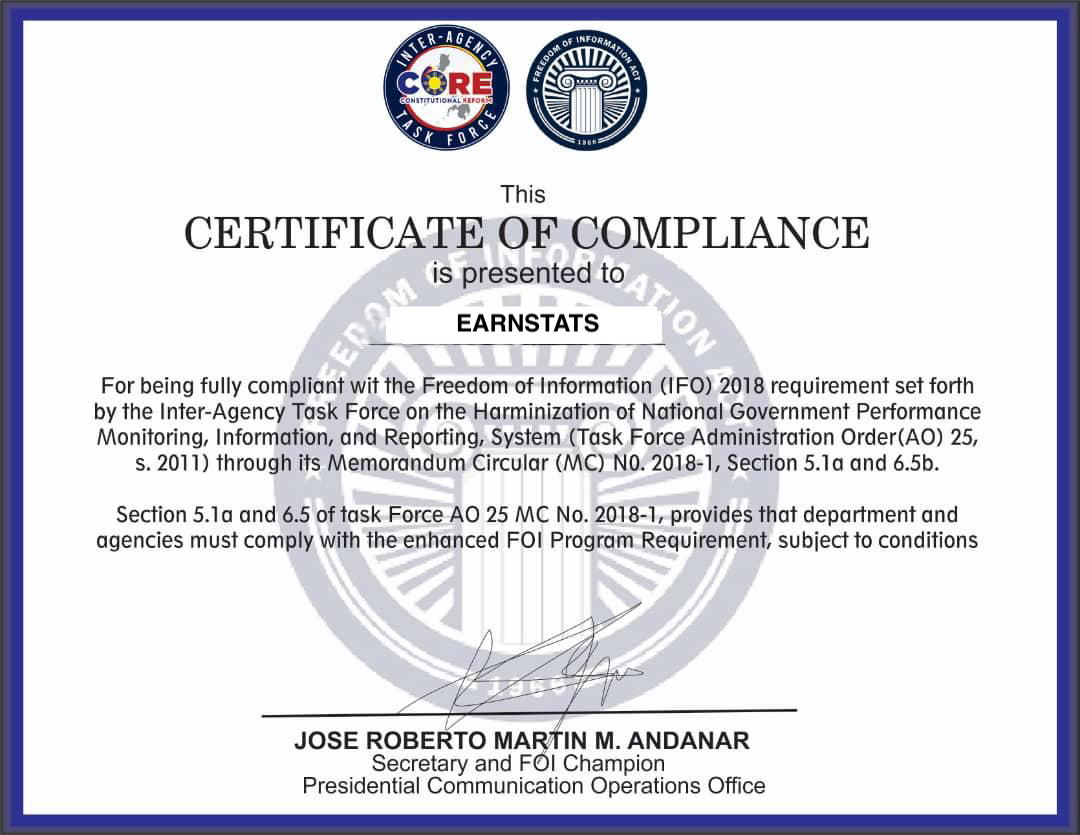 INTER-AGENCY
CORE
CONSTITUTIONAL REFORM
TASK FORCE
FREEDOM OF INFORMATION ACT
1966
This
CERTIFICATE OF COMPLIANCE
is presented to
EARNSTATS
For being fully compliant wit the Freedom of Information (IFO) 2018 requirement set forth
by the Inter-Agency Task Force on the Harminization of National Government Performance
Monitoring, Information, and Reporting, System (Task Force Administration Order(AO) 25,
s. 2011) through its Memorandum Circular (MC) N0. 2018-1, Section 5.1a and 6.5b.
Section 5.1a and 6.5 of task Force AO 25 MC No. 2018-1, provides that department and
agencies must comply with the enhanced FOI Program Requirement, subject to conditions
FREEDOM OF INFORMATION ACT
1966
JOSE ROBERTO MARTIN M. ANDANAR
Secretary and FOI Champion
Presidential Communication Operations Office